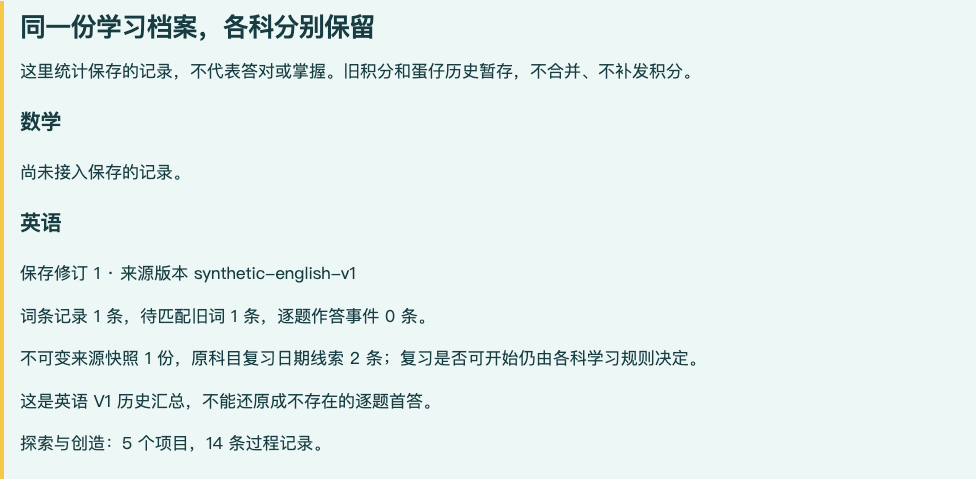 同一份学习档案，各科分别保留
这里统计保存的记录，不代表答对或掌握。旧积分和蛋仔历史暂存，不合并、不补发积分。
数学
尚未接入保存的记录。
英语
保存修订 1 · 来源版本 synthetic-english-v1
词条记录 1 条，待匹配旧词 1 条，逐题作答事件 0 条。
不可变来源快照 1 份，原科目复习日期线索 2 条；复习是否可开始仍由各科学习规则决定。
这是英语 V1 历史汇总，不能还原成不存在的逐题首答。
探索与创造：5 个项目，14 条过程记录。